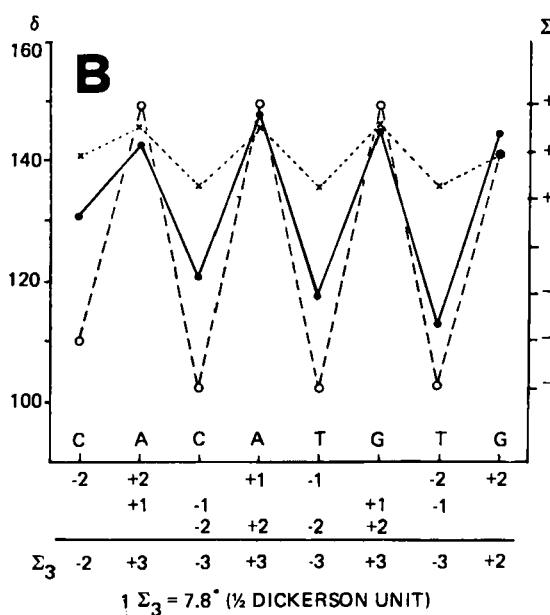 δ Σ
160 B +
140 +
+
120 –
–
–
100 –
C A C A T G T G
-2 +2 +1 -1 -2 +2
+1 -1 +1 -1
-2 +2 -2 +2
Σ3 -2 +3 -3 +3 -3 +3 -3 +2
1 Σ3 = 7.8° (½ DICKERSON UNIT)